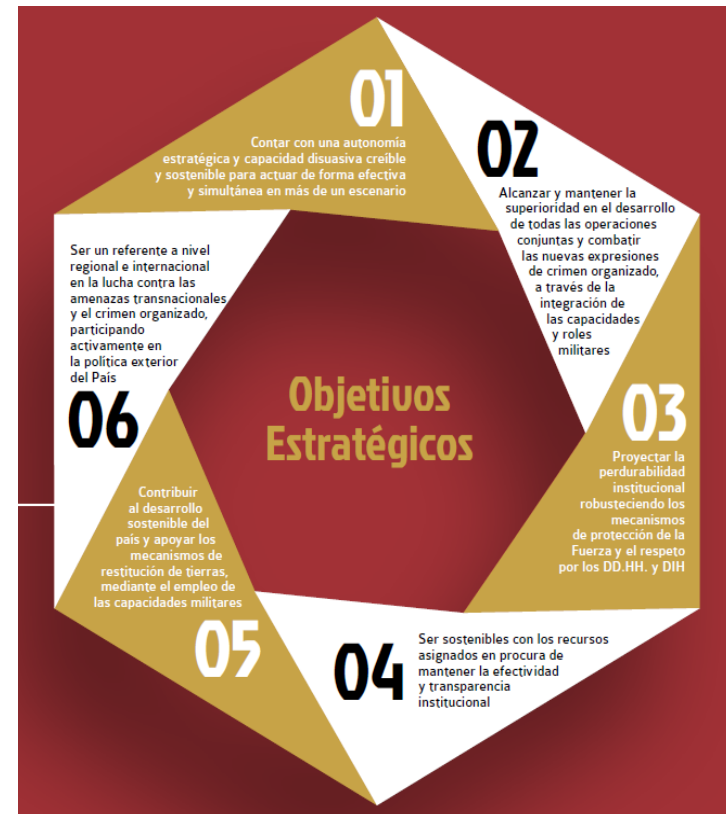 Objetivos
Estratégicos
01
Contar con una autonomía
estratégica y capacidad disuasiva creíble
y sostenible para actuar de forma efectiva
y simultánea en más de un escenario
02
Alcanzar y mantener la
superioridad en el desarrollo
de todas las operaciones
conjuntas y combatir
las nuevas expresiones
de crimen organizado,
a través de la
integración de
las capacidades
y roles
militares
03
Proyectar la
perdurabilidad
institucional
robusteciendo los
mecanismos
de protección de la
Fuerza y el respeto
por los DD.HH. y DIH
04
Ser sostenibles con los recursos
asignados en procura de
mantener la efectividad
y transparencia
institucional
Contribuir
al desarrollo
sostenible del
país y apoyar los
mecanismos de
restitución de tierras,
mediante el empleo de
las capacidades militares
05
Ser un referente a nivel
regional e internacional
en la lucha contra las
amenazas transnacionales
y el crimen organizado,
participando
activamente en
la política exterior
del País
06